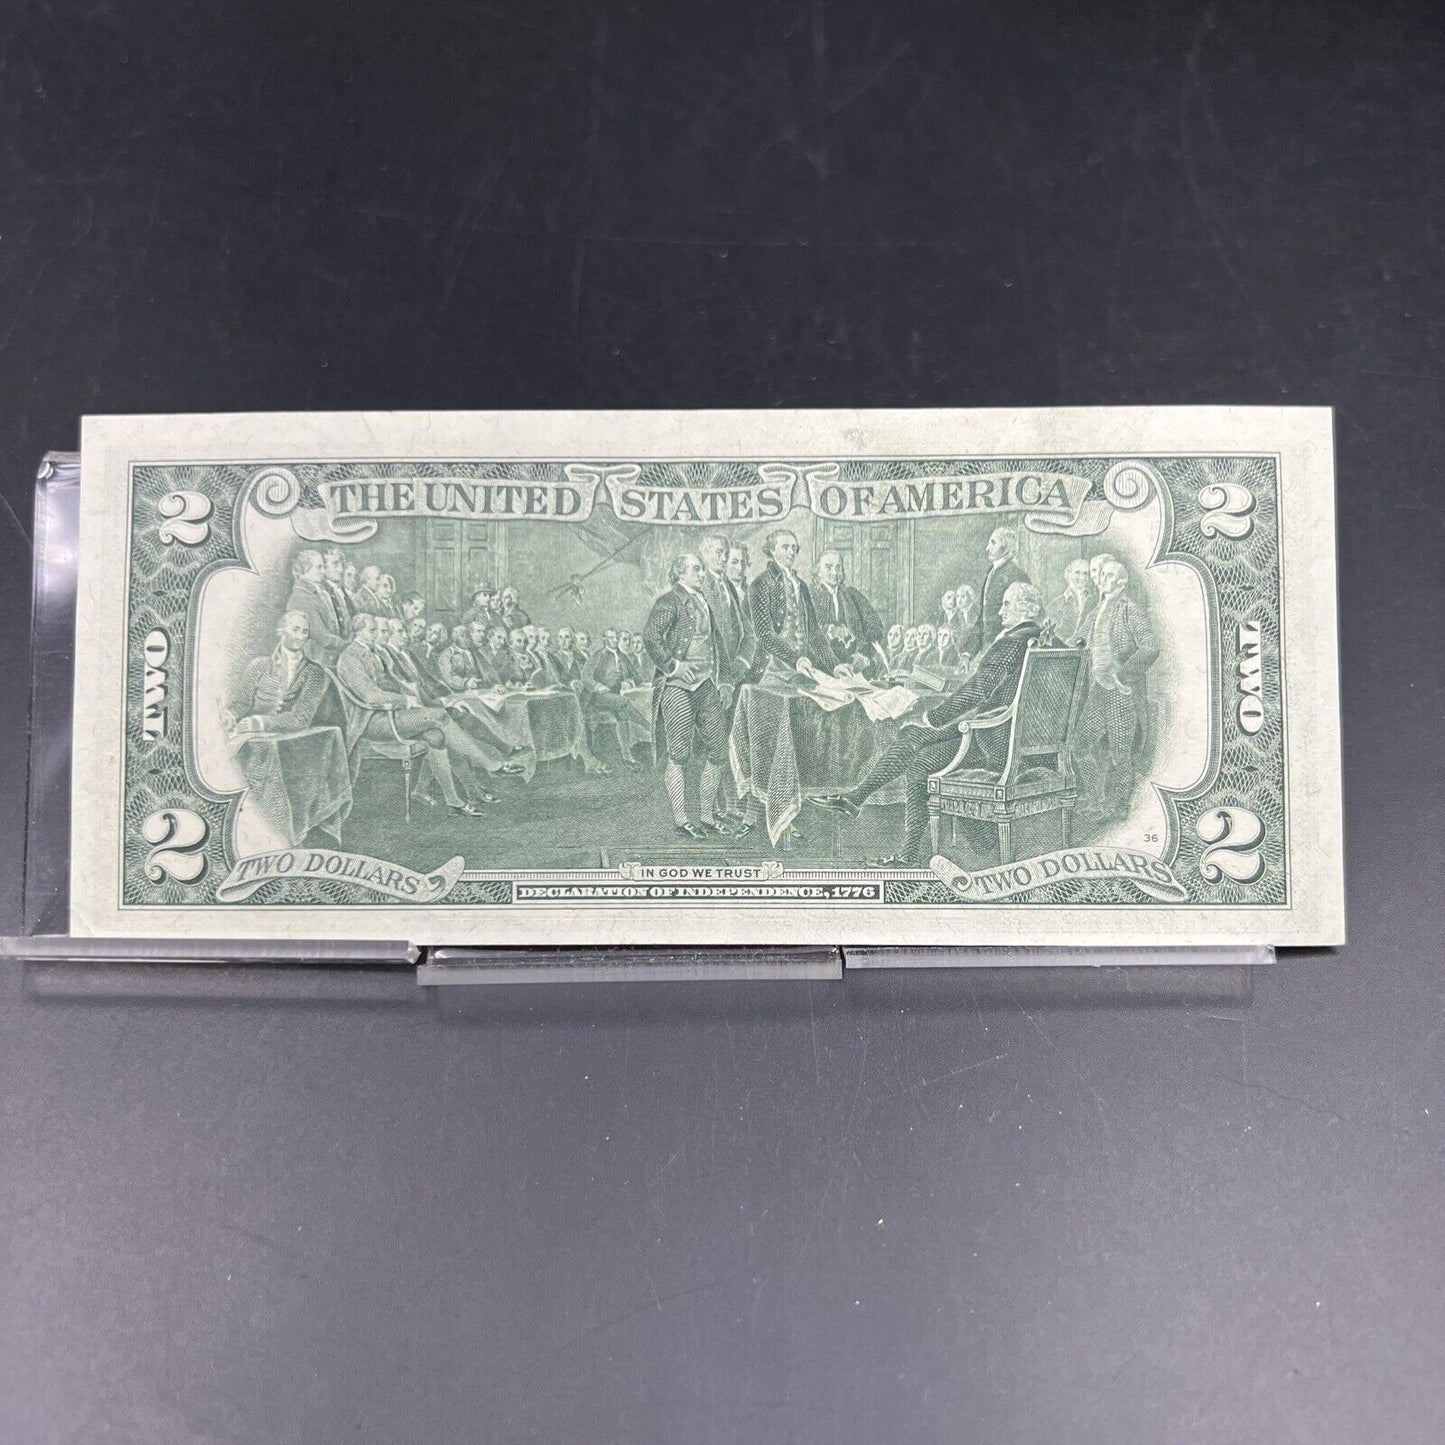 2 THE UNITED STATES OF AMERICA 2
TWO
TWO
2 2
TWO DOLLARS
TWO DOLLARS
36
IN GOD WE TRUST
DECLARATION OF INDEPENDENCE, 1776